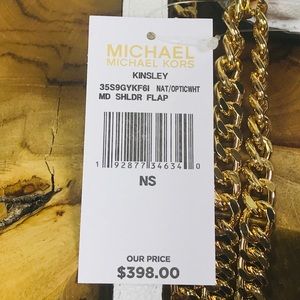 MICHAEL
MICHAEL KORS
KINSLEY
35S9GYKF6I NAT/OPTICWHT
MD SHLDR FLAP
1 92877 34634 0
NS
OUR PRICE
$398.00